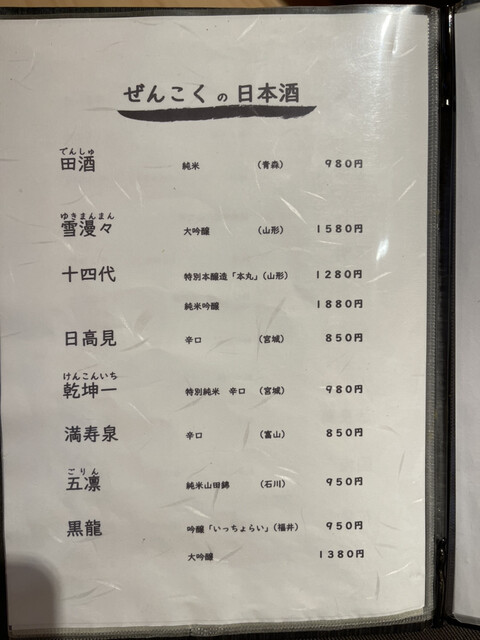 ぜんこくの日本酒
でんしゅ
田酒 純米 (青森) 980円
ゆきまんまん
雪漫々 大吟醸 (山形) 1580円
十四代 特別本醸造「本丸」(山形) 1280円
純米吟醸 1880円
日高見 辛口 (宮城) 850円
けんこんいち
乾坤一 特別純米 辛口 (宮城) 980円
満寿泉 辛口 (富山) 850円
ごりん
五凛 純米山田錦 (石川) 950円
黒龍 吟醸「いっちょらい」(福井) 950円
大吟醸 1380円